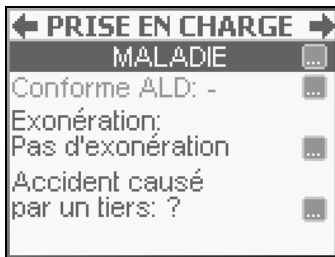 PRISE EN CHARGE
MALADIE ...
Conforme ALD: - ...
Exonération:
Pas d'exonération ...
Accident causé
par un tiers: ? ...